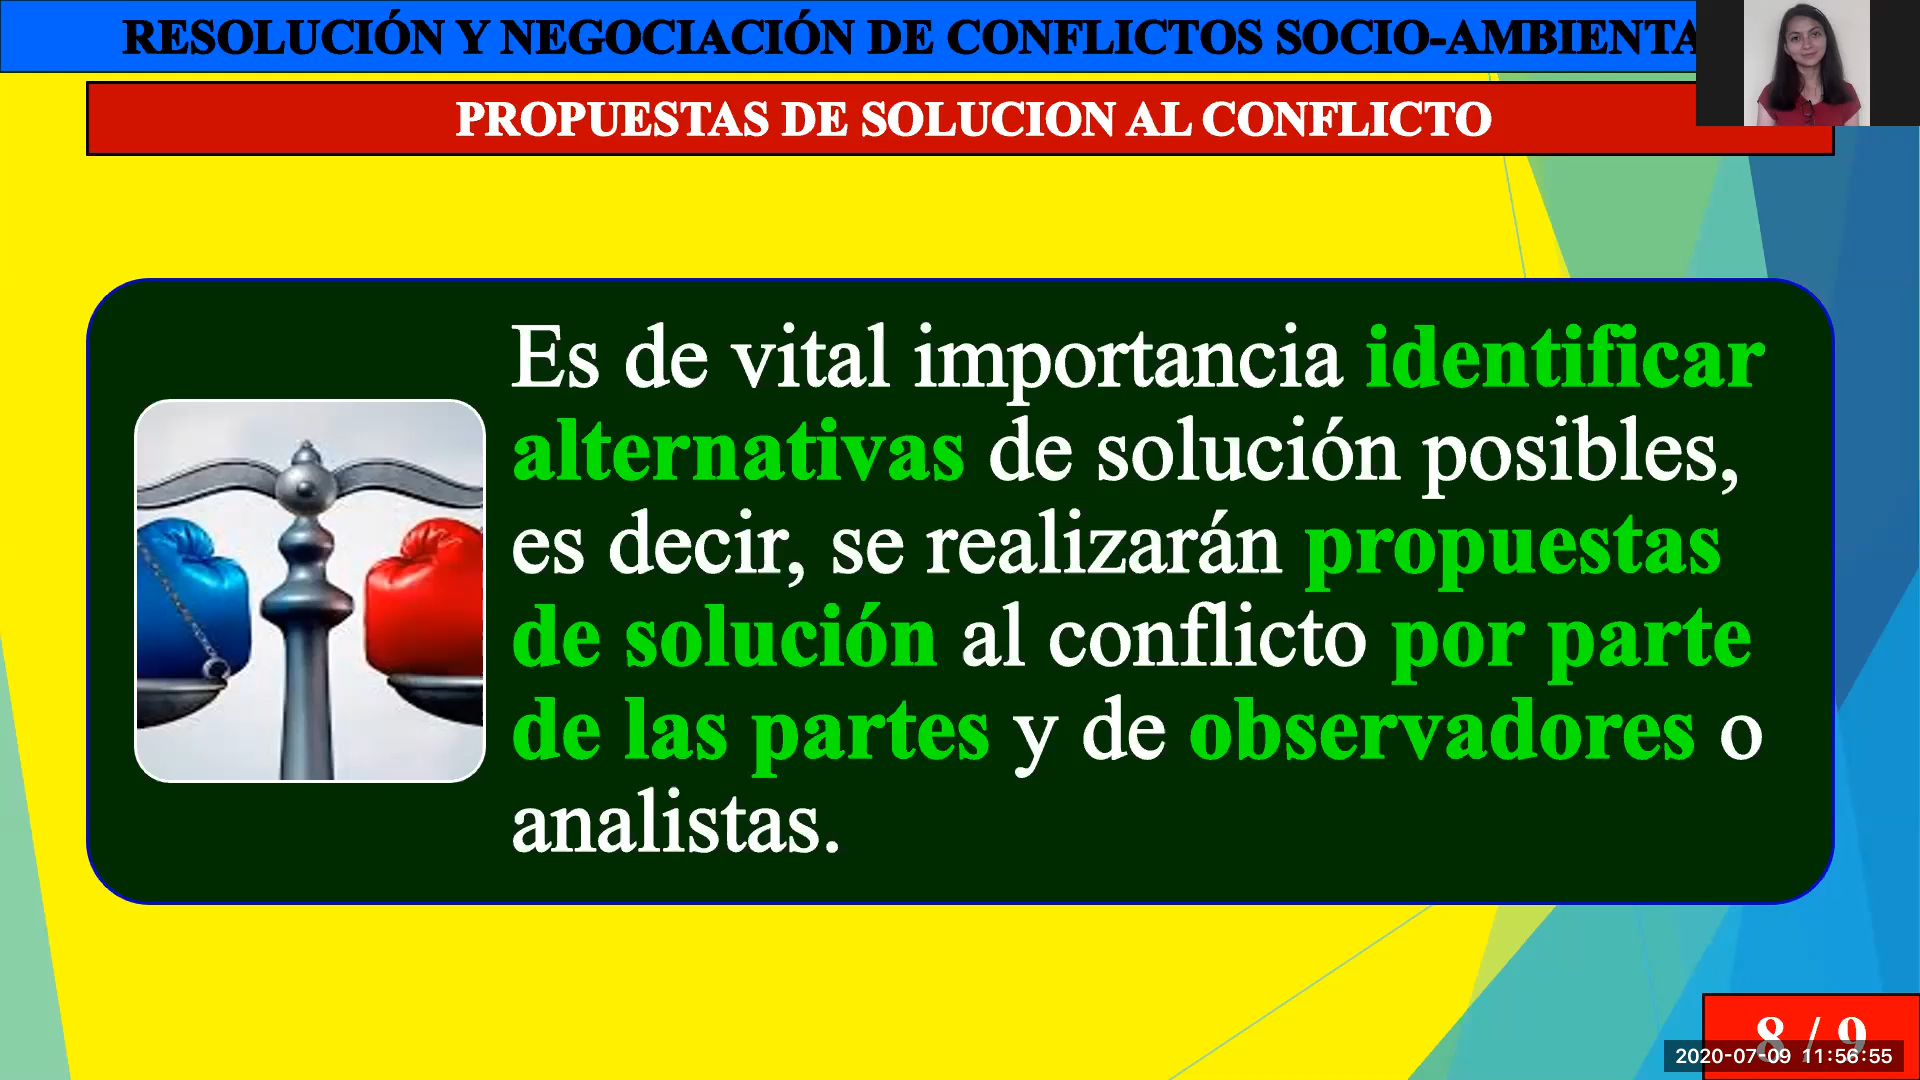 RESOLUCIÓN Y NEGOCIACIÓN DE CONFLICTOS SOCIO-AMBIENTA
PROPUESTAS DE SOLUCION AL CONFLICTO
Es de vital importancia identificar
alternativas de solución posibles,
es decir, se realizarán propuestas
de solución al conflicto por parte
de las partes y de observadores o
analistas.
8 / 9
2020-07-09 11:56:55